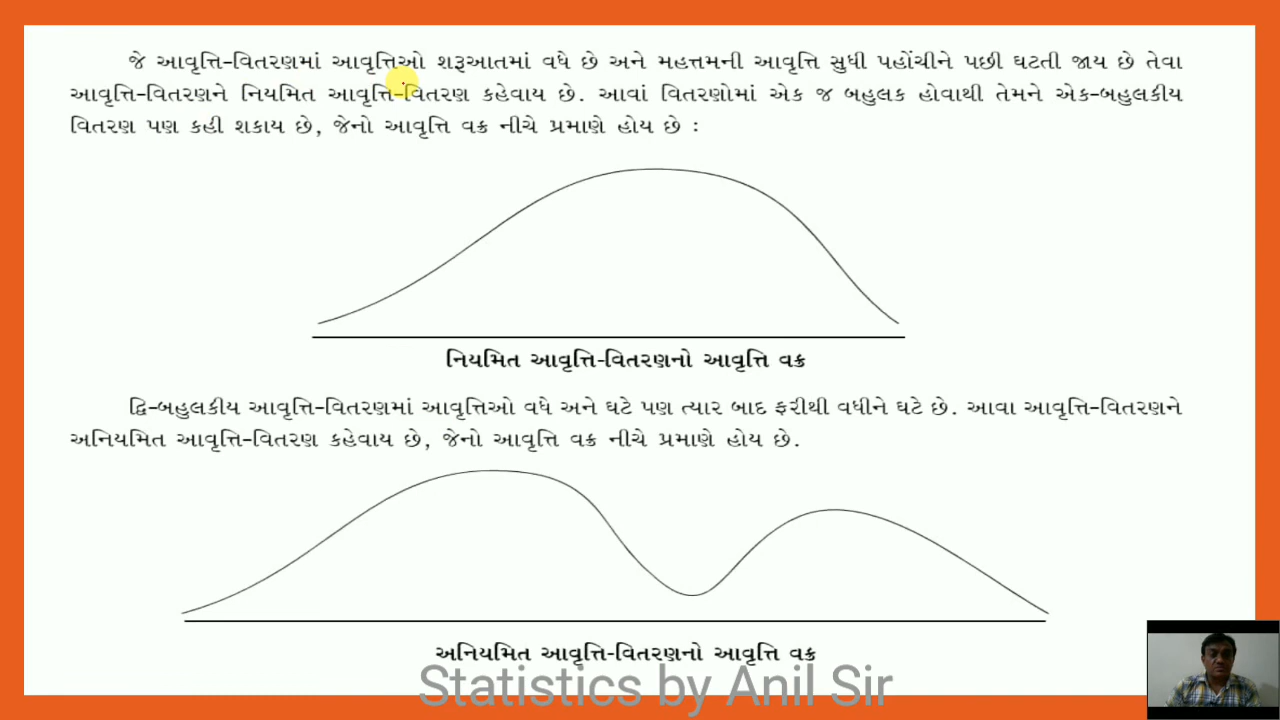 જે આવૃત્તિ-વિતરણમાં આવૃત્તિઓ શરૂઆતમાં વધે છે અને મહત્તમની આવૃત્તિ સુધી પહોંચીને પછી ઘટતી જાય છે તેવા
આવૃત્તિ-વિતરણને નિયમિત આવૃત્તિ-વિતરણ કહેવાય છે. આવાં વિતરણોમાં એક જ બહુલક હોવાથી તેમને એક-બહુલકીય
વિતરણ પણ કહી શકાય છે, જેનો આવૃત્તિ વક્ર નીચે પ્રમાણે હોય છે :
નિયમિત આવૃત્તિ-વિતરણનો આવૃત્તિ વક્ર
દ્વિ-બહુલકીય આવૃત્તિ-વિતરણમાં આવૃત્તિઓ વધે અને ઘટે પણ ત્યાર બાદ ફરીથી વધીને ઘટે છે. આવા આવૃત્તિ-વિતરણને
અનિયમિત આવૃત્તિ-વિતરણ કહેવાય છે, જેનો આવૃત્તિ વક્ર નીચે પ્રમાણે હોય છે.
અનિયમિત આવૃત્તિ-વિતરણનો આવૃત્તિ વક્ર
Statistics by Anil Sir